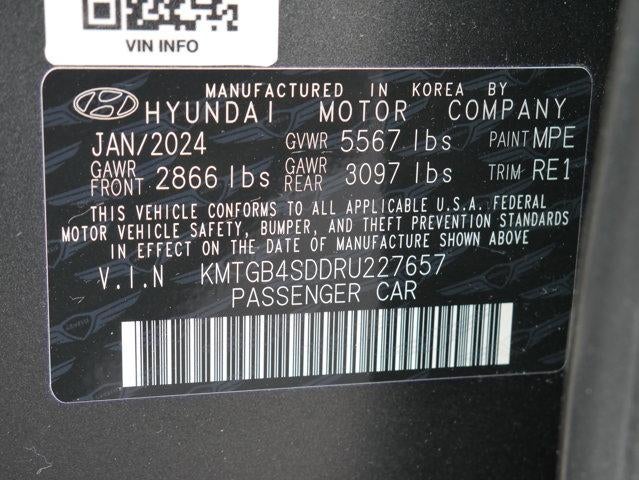 VIN INFO
MANUFACTURED IN KOREA BY
HYUNDAI MOTOR COMPANY
JAN/2024 GVWR 5567 lbs PAINT MPE
GAWR FRONT 2866 lbs GAWR REAR 3097 lbs TRIM RE1
THIS VEHICLE CONFORMS TO ALL APPLICABLE U.S.A. FEDERAL
MOTOR VEHICLE SAFETY, BUMPER, AND THEFT PREVENTION STANDARDS
IN EFFECT ON THE DATE OF MANUFACTURE SHOWN ABOVE
V.I.N KMTGB4SDDRU227657
PASSENGER CAR